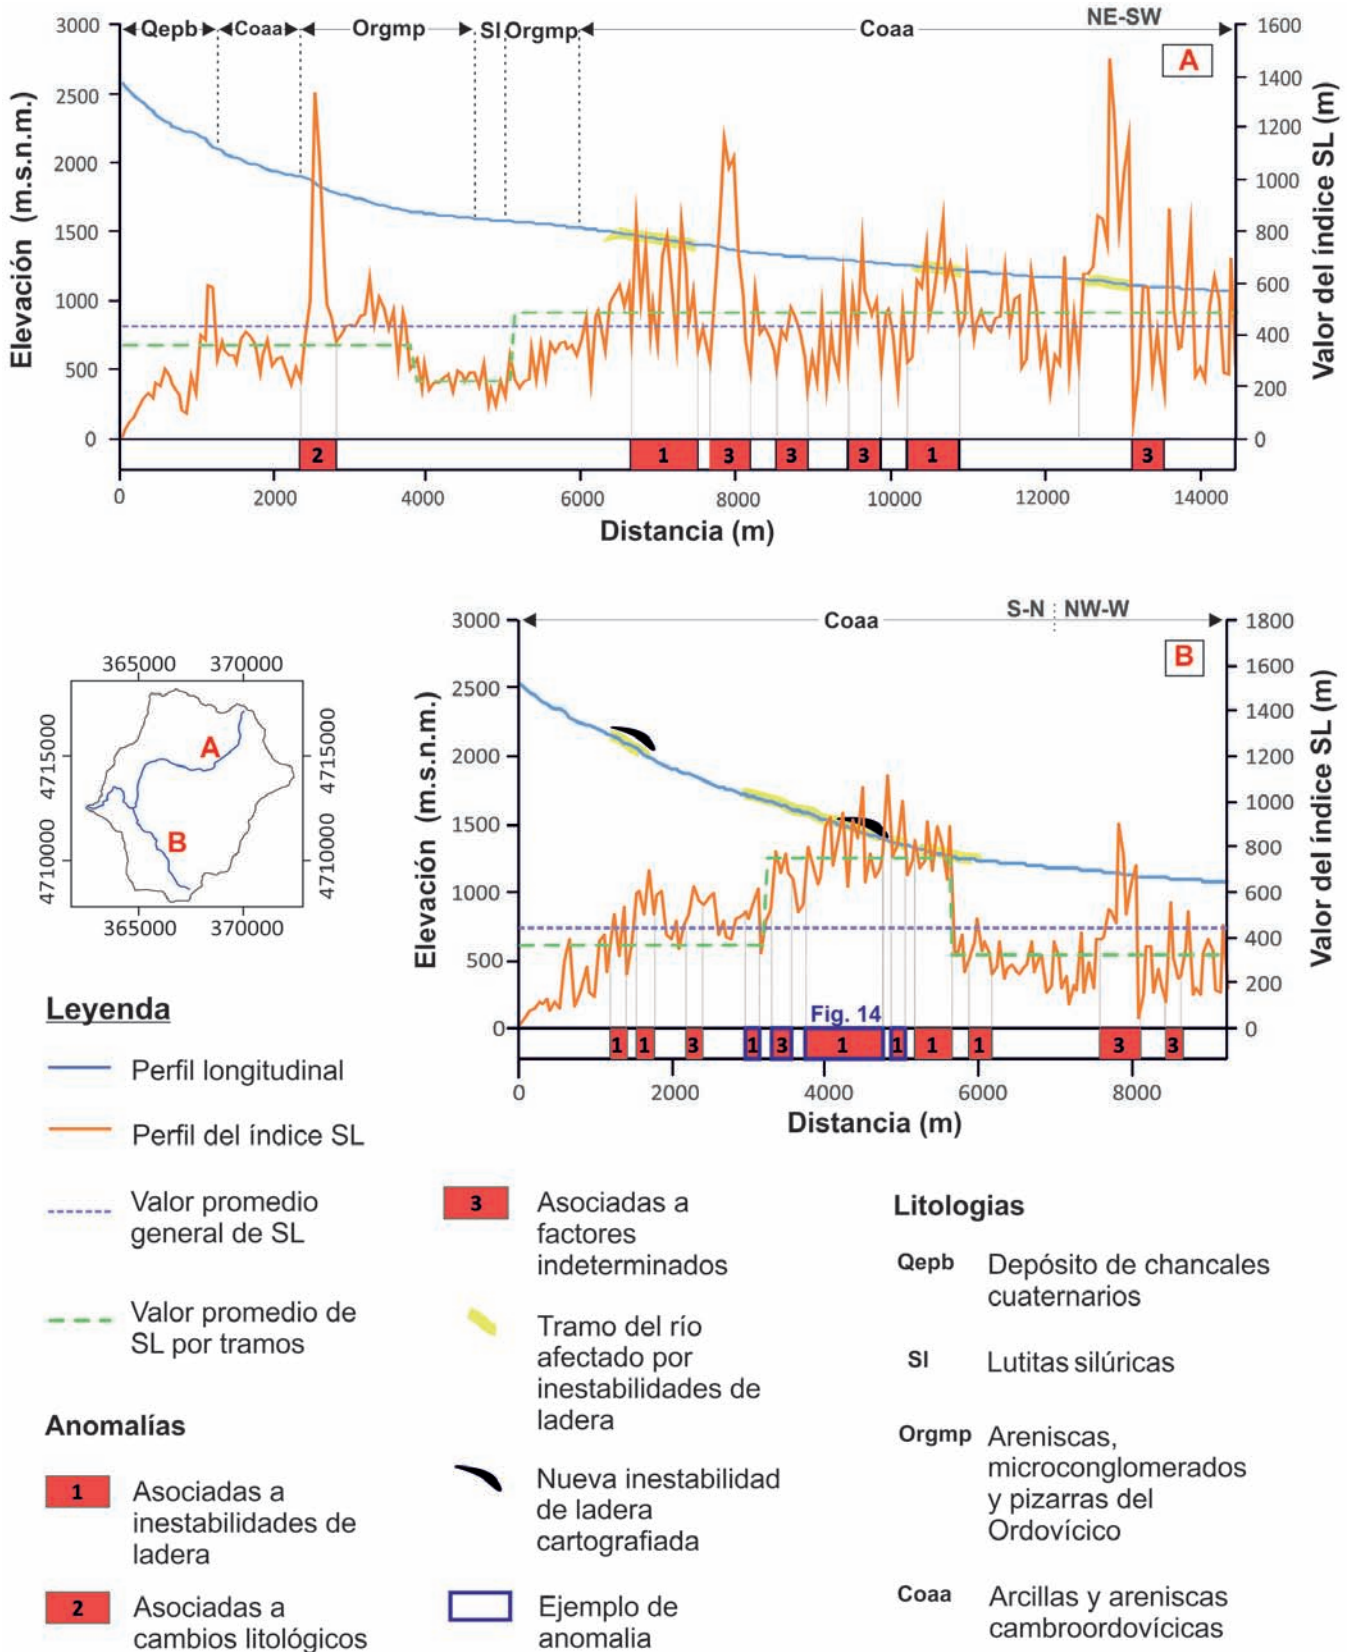 NE-SW
3000 Qepb Coaa Orgmp Sl Orgmp Coaa 1600
A
2500 1400
1200
2000 1000
1500 800
1000 600
400
500 200
0 0
Elevación (m.s.n.m.)
Valor del índice SL (m)
2 1 3 3 3 1 3
0 2000 4000 6000 8000 10000 12000 14000
Distancia (m)
S-N NW-W
3000 Coaa 1800
B
1600
2500 1400
2000 1200
1500 1000
800
1000 600
400
500 200
0 0
Elevación (m.s.n.m.)
Valor del índice SL (m)
Fig. 14
1 1 3 1 3 1 1 1 1 3 3
0 2000 4000 6000 8000
Distancia (m)
365000 370000
4715000 4715000
A
B
4710000 4710000
365000 370000
Leyenda
Perfil longitudinal
Perfil del índice SL
Valor promedio
general de SL
Valor promedio de
SL por tramos
Anomalías
1 Asociadas a
inestabilidades de
ladera
2 Asociadas a
cambios litológicos
3 Asociadas a
factores
indeterminados
Tramo del río
afectado por
inestabilidades de
ladera
Nueva inestabilidad
de ladera
cartografiada
Ejemplo de
anomalia
Litologias
Qepb Depósito de chancales
cuaternarios
Sl Lutitas silúricas
Orgmp Areniscas,
microconglomerados
y pizarras del
Ordovícico
Coaa Arcillas y areniscas
cambroordovícicas